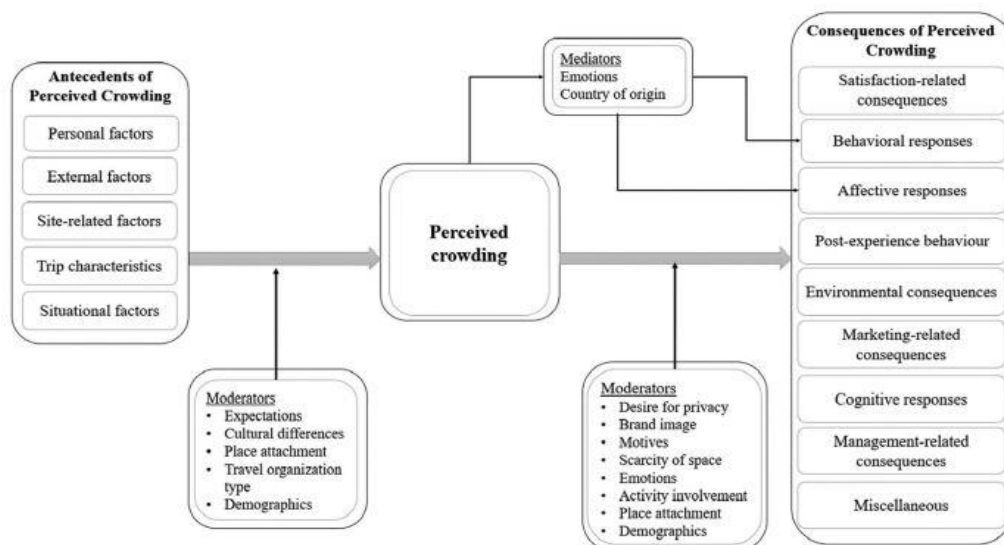 Antecedents of
Perceived Crowding
Personal factors
External factors
Site-related factors
Trip characteristics
Situational factors
Moderators
• Expectations
• Cultural differences
• Place attachment
• Travel organization
type
• Demographics
Perceived
crowding
Mediators
Emotions
Country of origin
Moderators
• Desire for privacy
• Brand image
• Motives
• Scarcity of space
• Emotions
• Activity involvement
• Place attachment
• Demographics
Consequences of Perceived
Crowding
Satisfaction-related
consequences
Behavioral responses
Affective responses
Post-experience behaviour
Environmental consequences
Marketing-related
consequences
Cognitive responses
Management-related
consequences
Miscellaneous